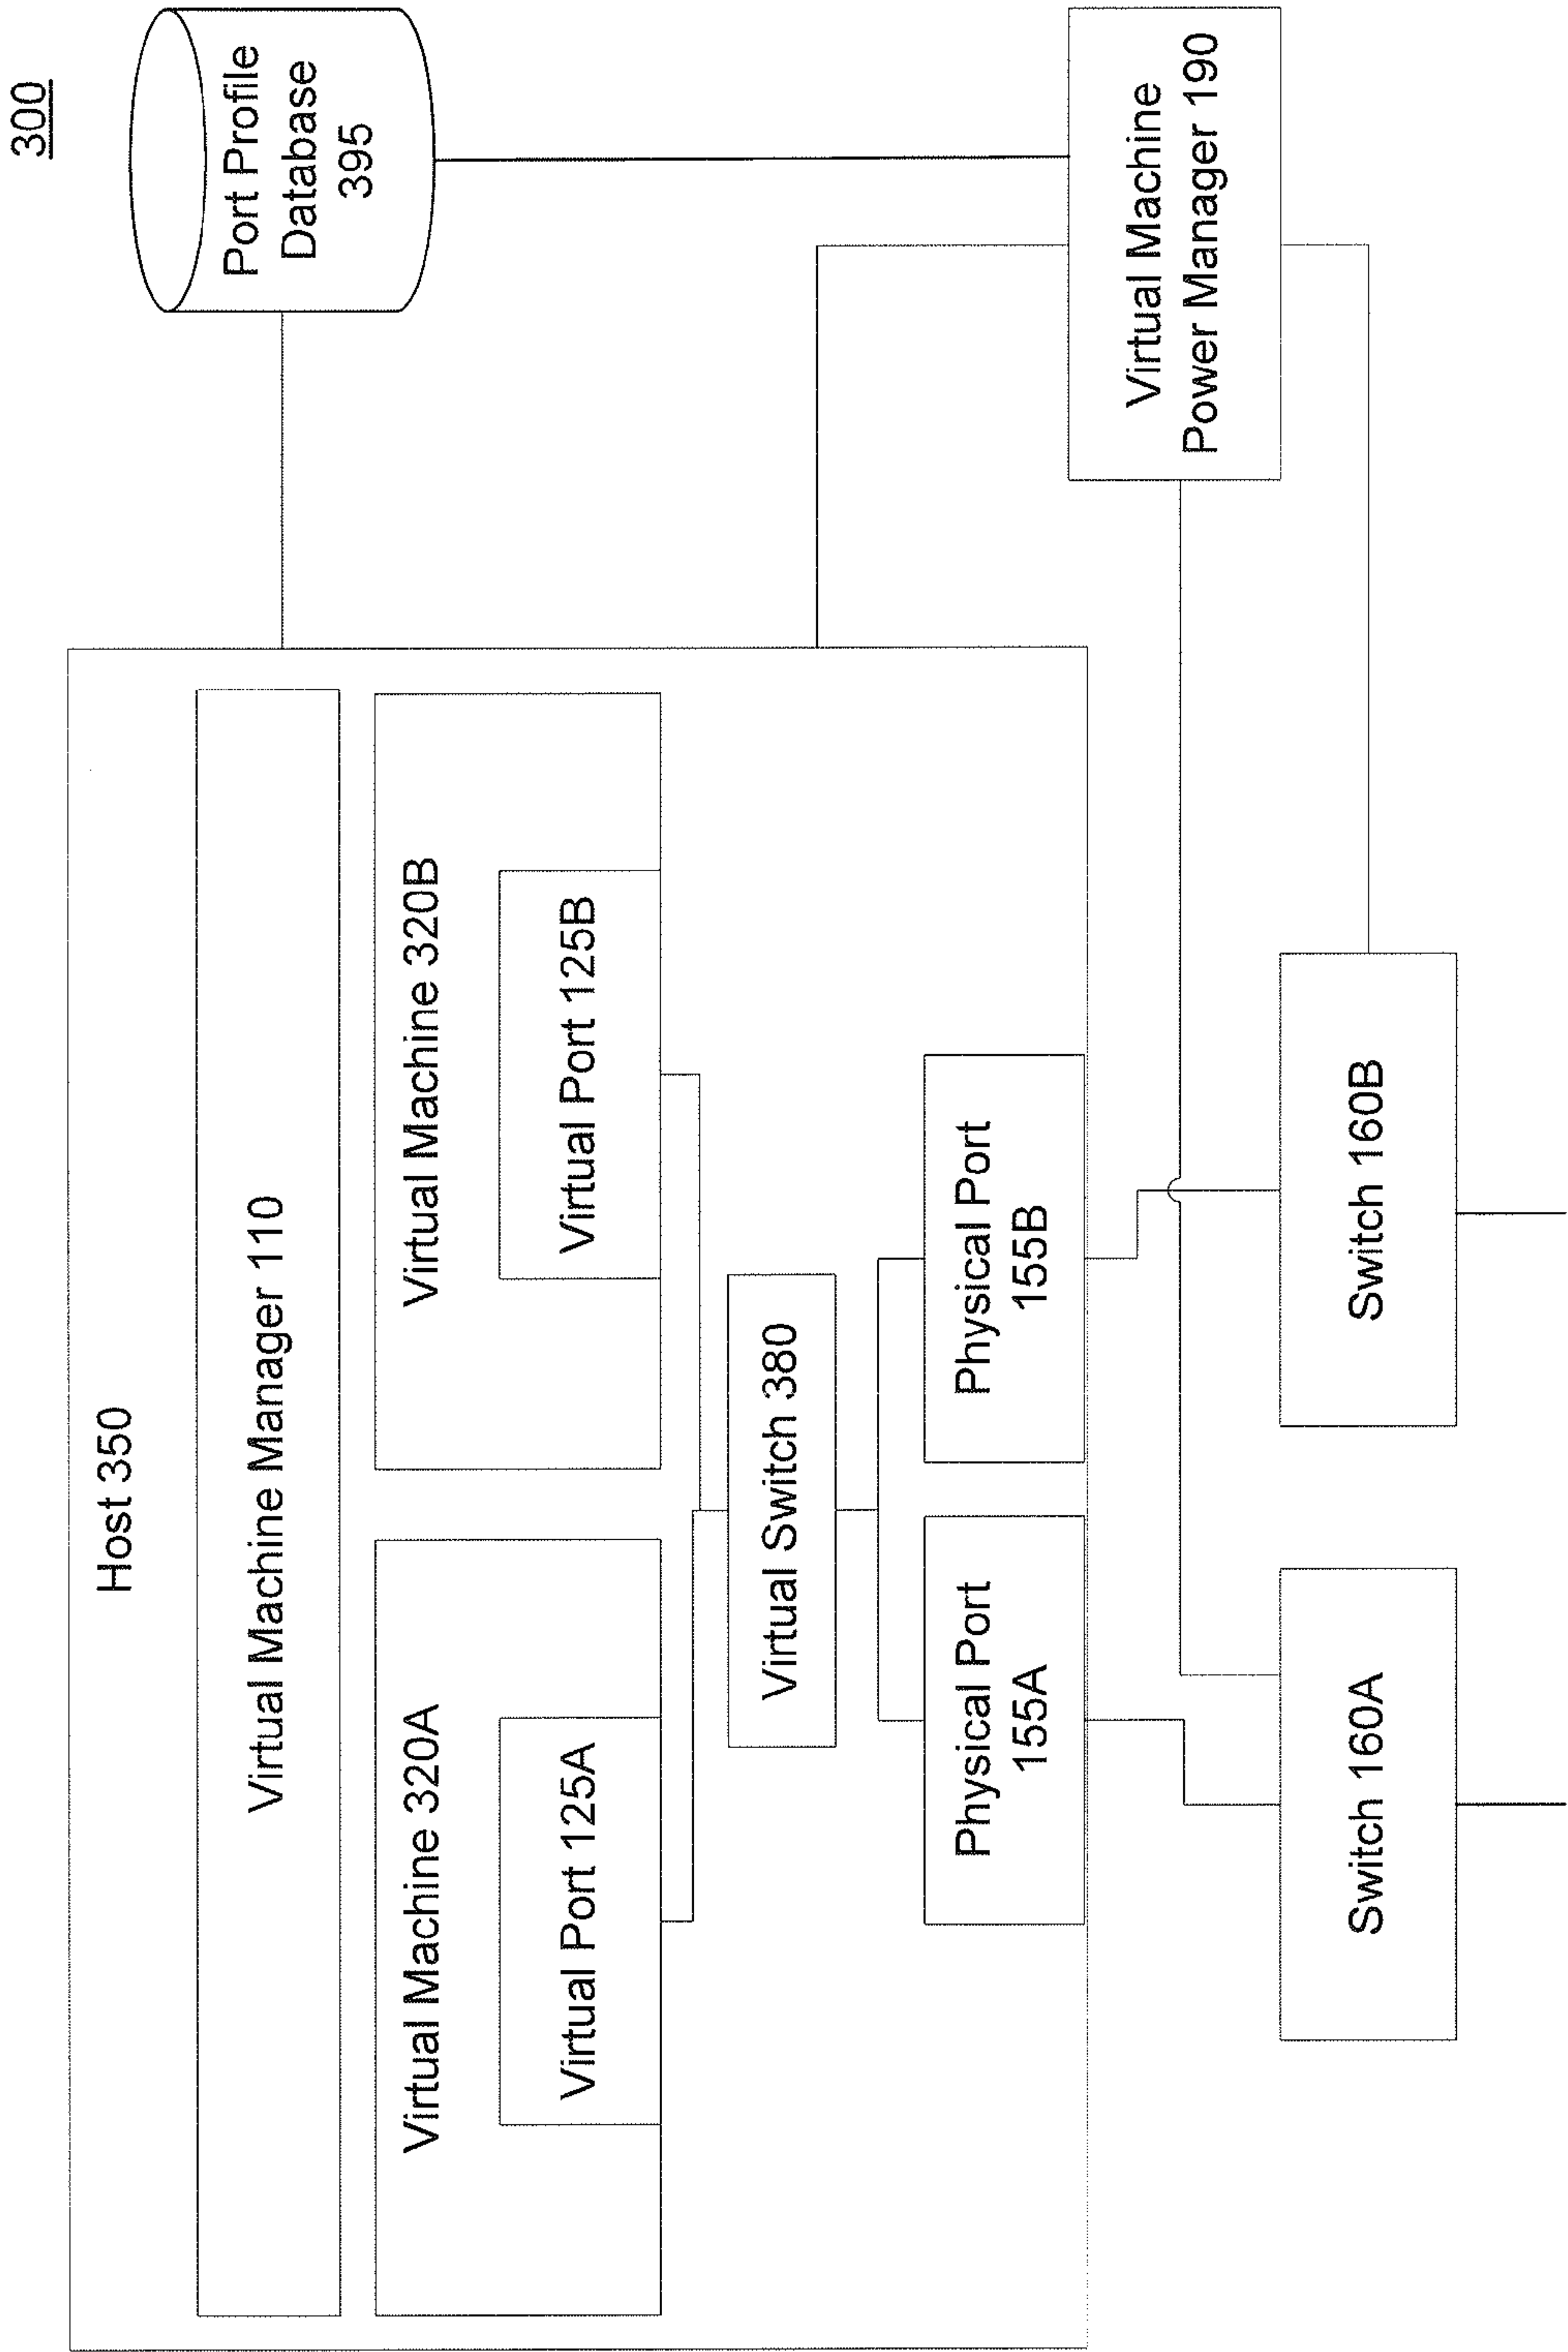 300
Host 350
Port Profile
Database
395
Virtual Machine Manager 110
Virtual Machine 320A
Virtual Port 125A
Virtual Machine 320B
Virtual Port 125B
Virtual Switch 380
Physical Port
155A
Physical Port
155B
Virtual Machine
Power Manager 190
Switch 160A
Switch 160B